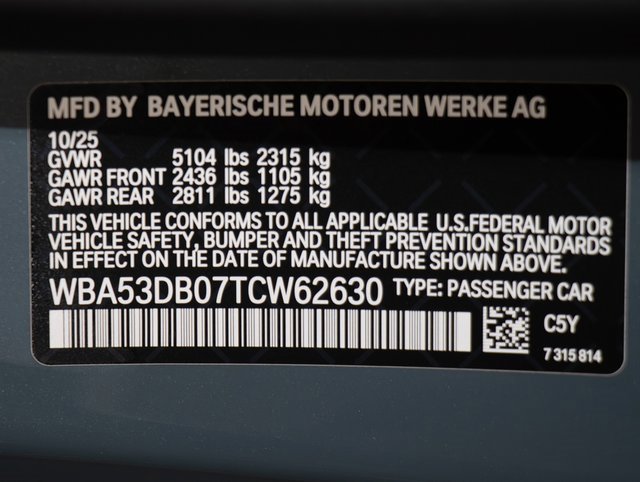 MFD BY BAYERISCHE MOTOREN WERKE AG
10/25
GVWR 5104 lbs 2315 kg
GAWR FRONT 2436 lbs 1105 kg
GAWR REAR 2811 lbs 1275 kg
THIS VEHICLE CONFORMS TO ALL APPLICABLE U.S.FEDERAL MOTOR
VEHICLE SAFETY, BUMPER AND THEFT PREVENTION STANDARDS
IN EFFECT ON THE DATE OF MANUFACTURE SHOWN ABOVE.
WBA53DB07TCW62630 TYPE: PASSENGER CAR
C5Y
7 315 814